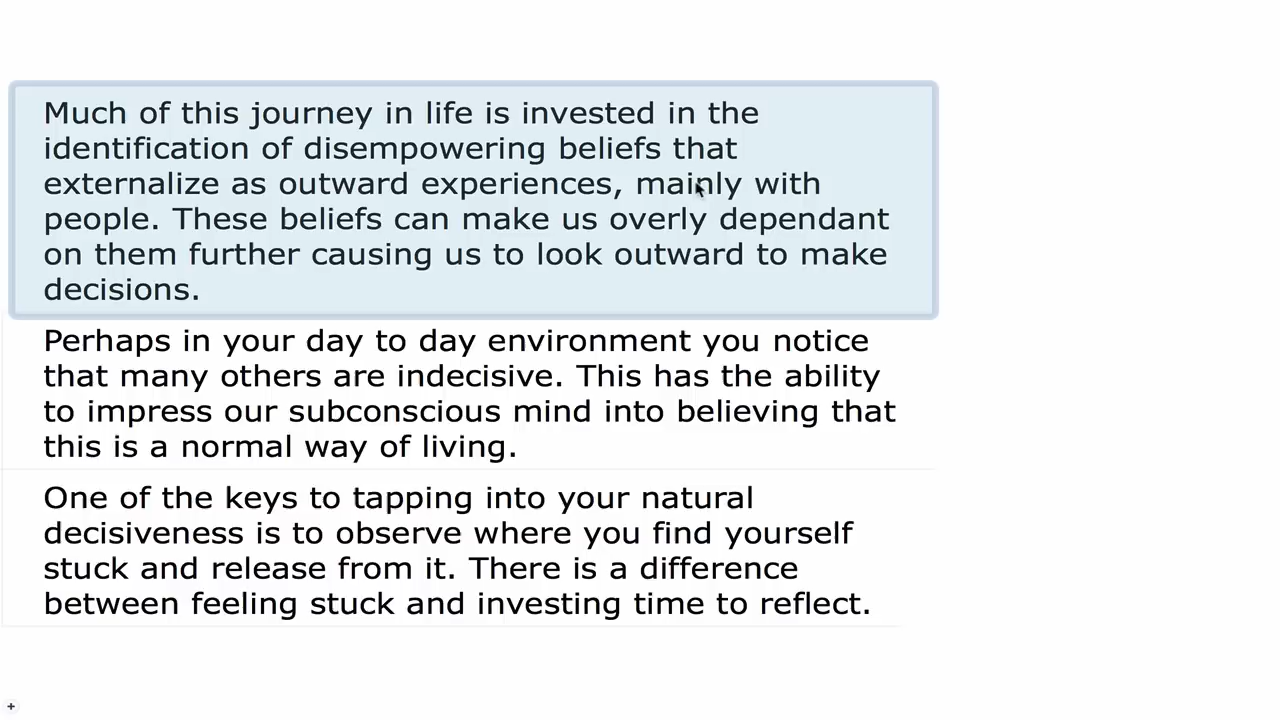 Much of this journey in life is invested in the
identification of disempowering beliefs that
externalize as outward experiences, mainly with
people. These beliefs can make us overly dependant
on them further causing us to look outward to make
decisions.
Perhaps in your day to day environment you notice
that many others are indecisive. This has the ability
to impress our subconscious mind into believing that
this is a normal way of living.
One of the keys to tapping into your natural
decisiveness is to observe where you find yourself
stuck and release from it. There is a difference
between feeling stuck and investing time to reflect.
+